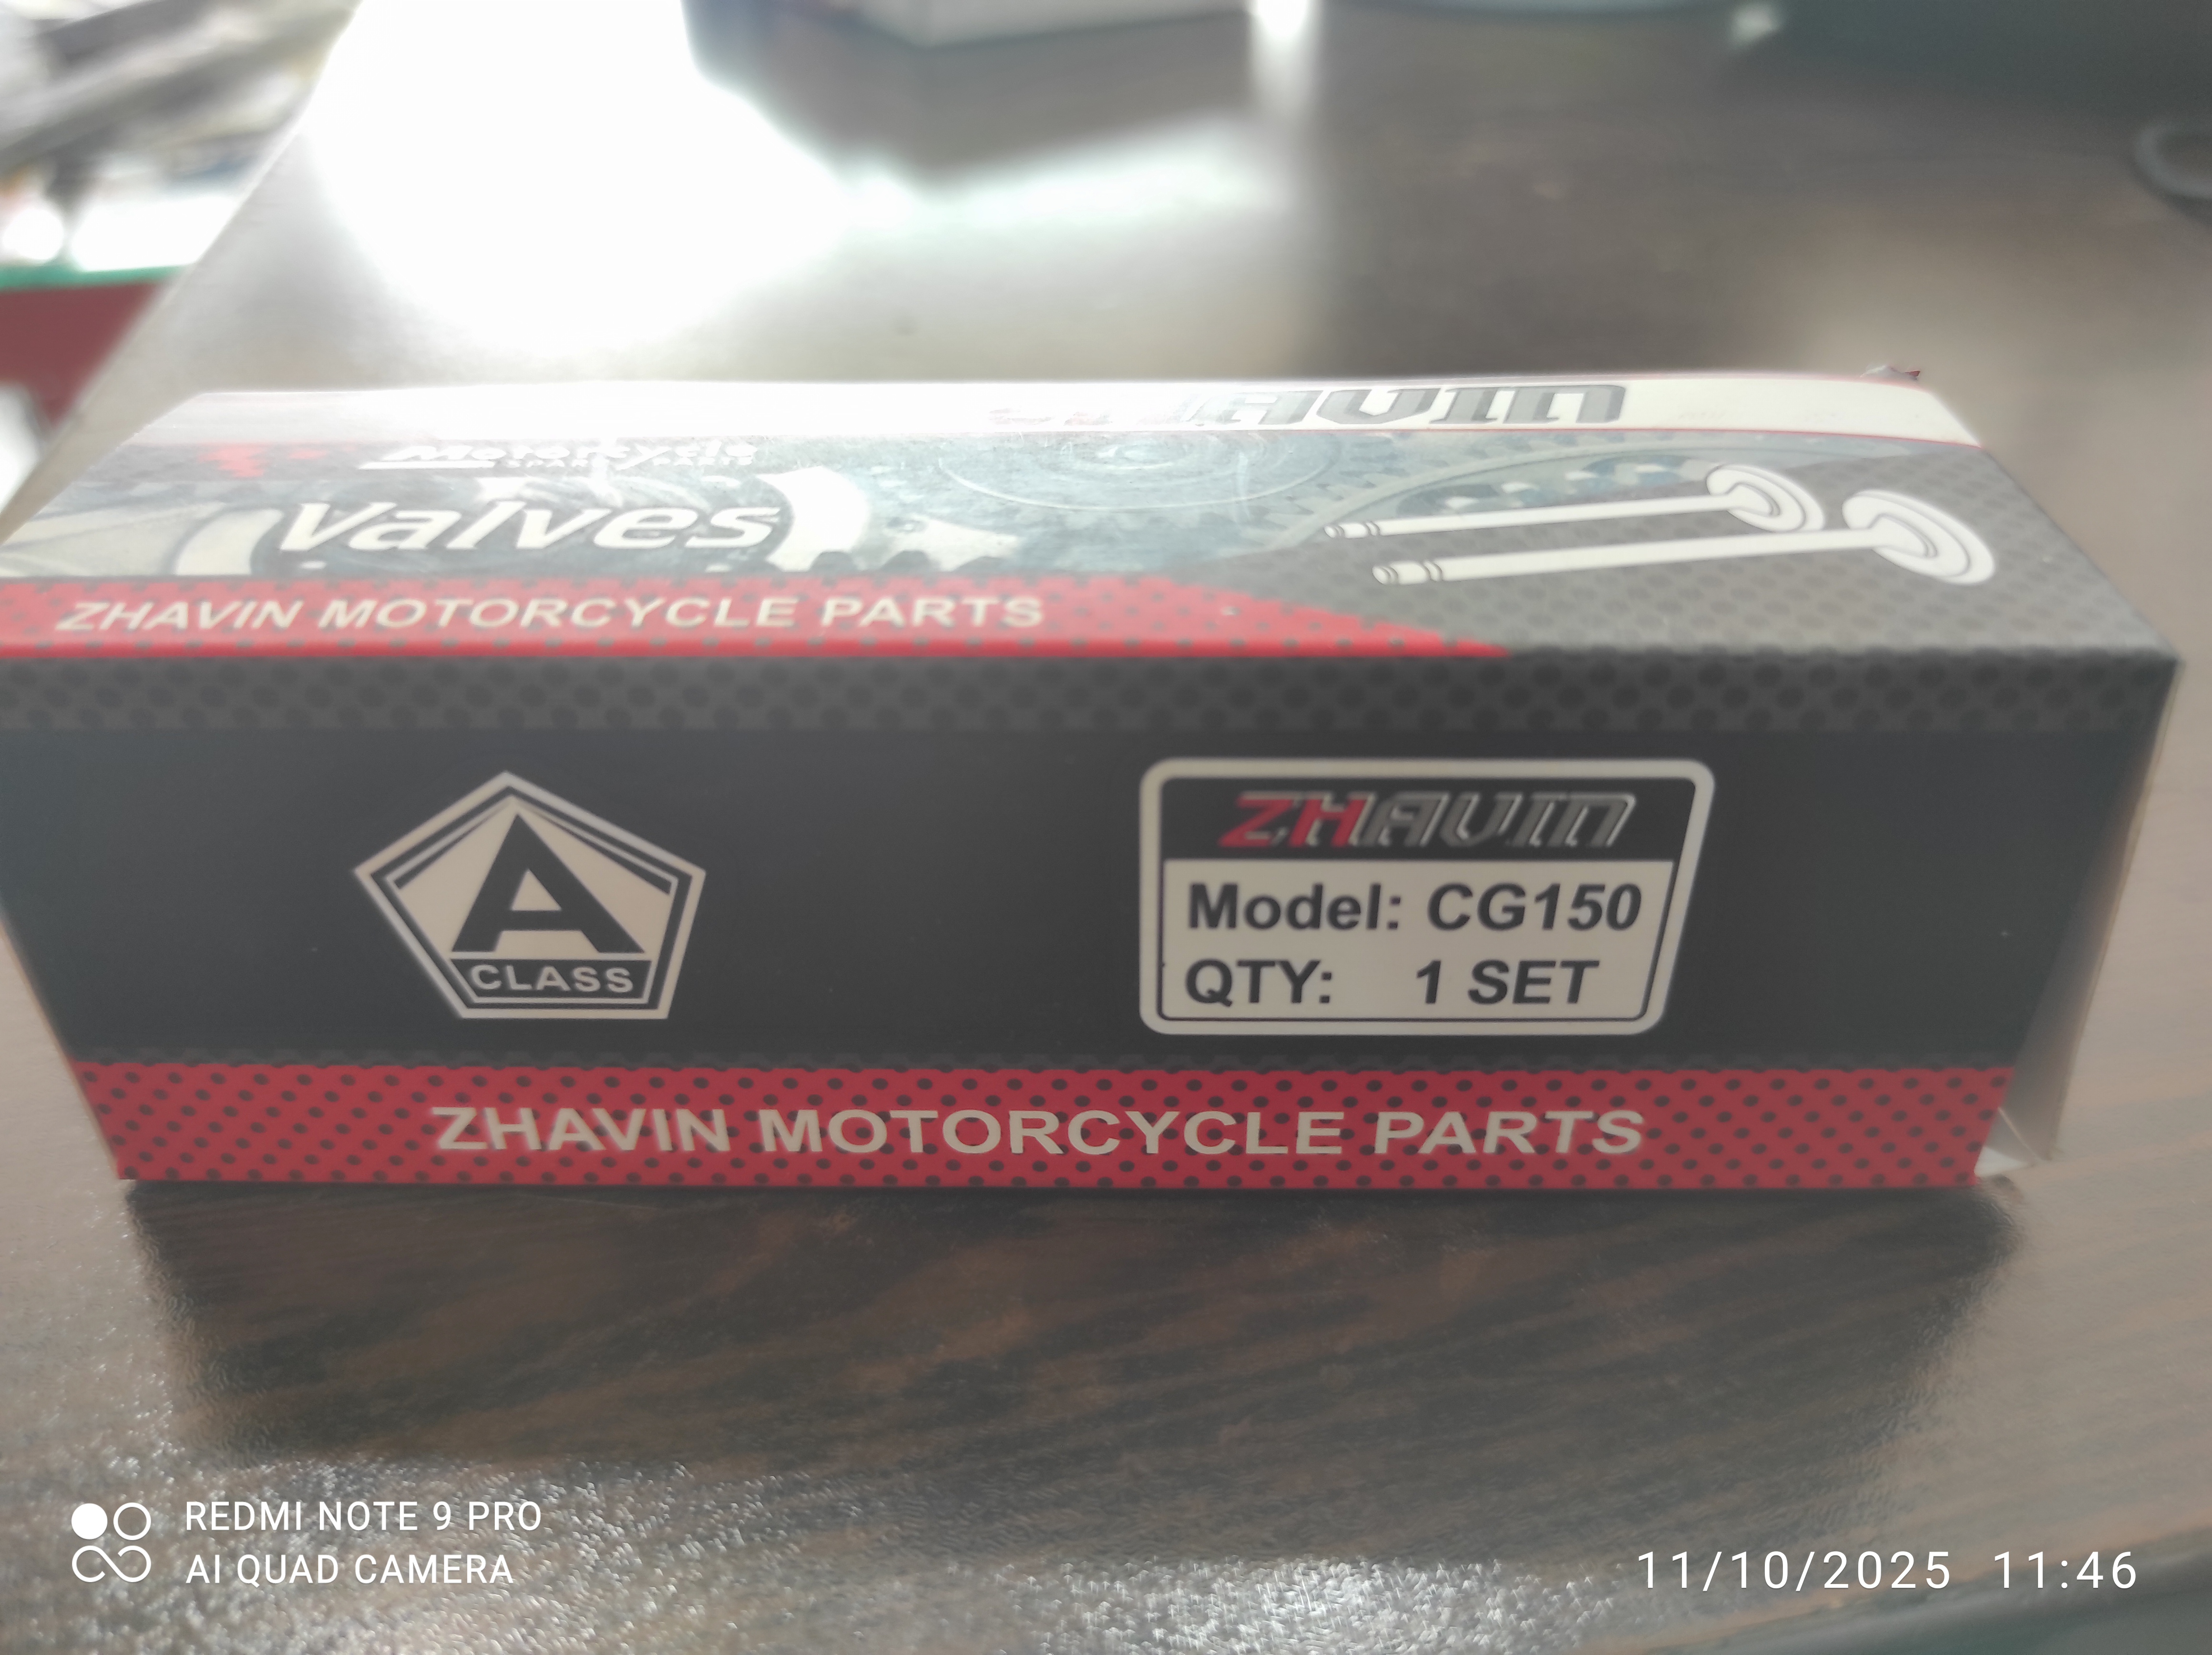 ZHAVIN
Motorcycle
SPARE PARTS
Valves
ZHAVIN MOTORCYCLE PARTS
A
CLASS
ZHAVIN
Model: CG150
QTY: 1 SET
ZHAVIN MOTORCYCLE PARTS
REDMI NOTE 9 PRO
AI QUAD CAMERA
11/10/2025 11:46